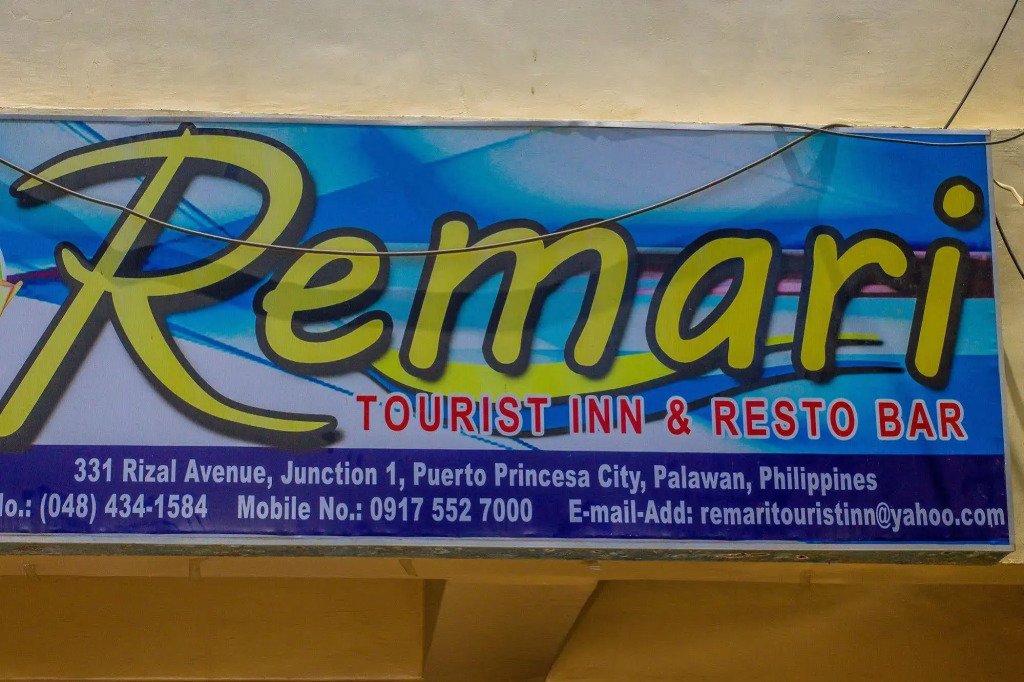 Remari
TOURIST INN & RESTO BAR
331 Rizal Avenue, Junction 1, Puerto Princesa City, Palawan, Philippines
(048) 434-1584 Mobile No.: 0917 552 7000 E-mail-Add: remaritouristinn@yahoo.com